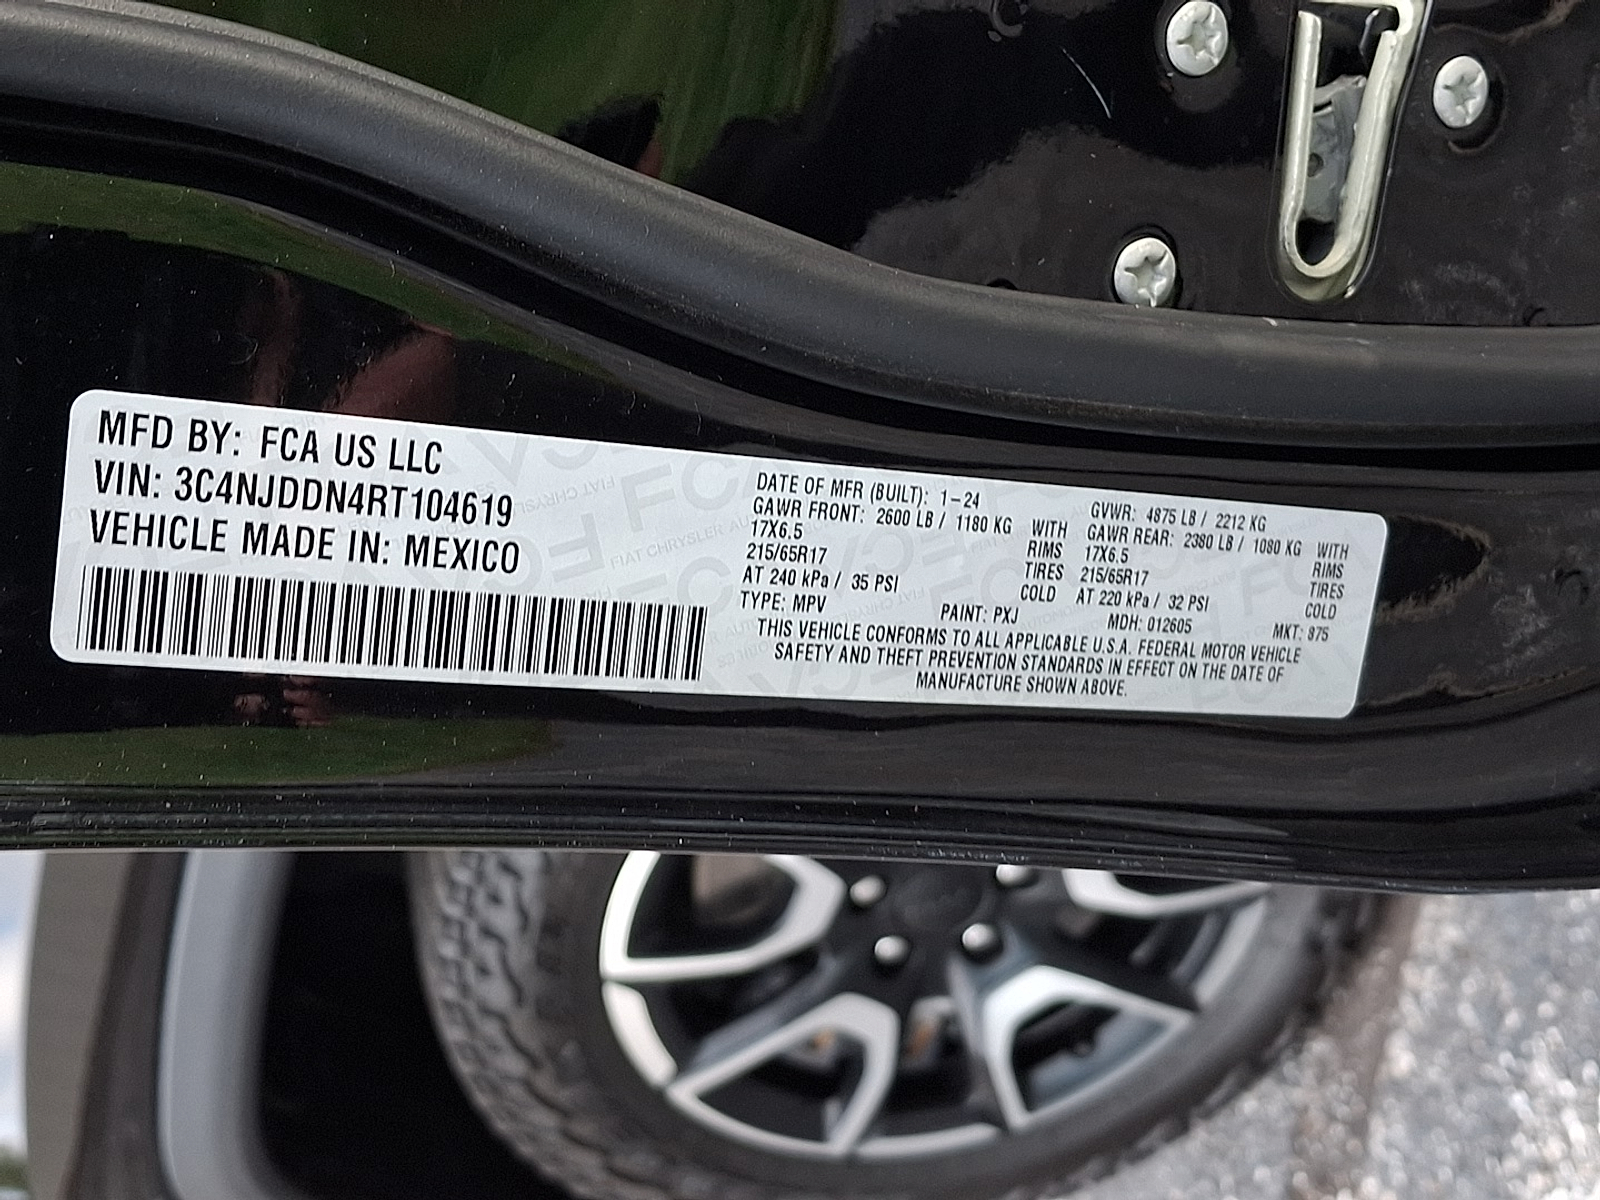 MFD BY: FCA US LLC
VIN: 3C4NJDDN4RT104619
VEHICLE MADE IN: MEXICO
DATE OF MFR (BUILT): 1-24
GAWR FRONT: 2600 LB / 1180 KG WITH
17X6.5 RIMS
215/65R17 TIRES
AT 240 kPa / 35 PSI COLD
GVWR: 4875 LB / 2212 KG
GAWR REAR: 2380 LB / 1080 KG WITH
17X6.5 RIMS
215/65R17 TIRES
AT 220 kPa / 32 PSI COLD
TYPE: MPV PAINT: PXJ MDH: 012605 MKT: 875
THIS VEHICLE CONFORMS TO ALL APPLICABLE U.S.A. FEDERAL MOTOR VEHICLE
SAFETY AND THEFT PREVENTION STANDARDS IN EFFECT ON THE DATE OF
MANUFACTURE SHOWN ABOVE.